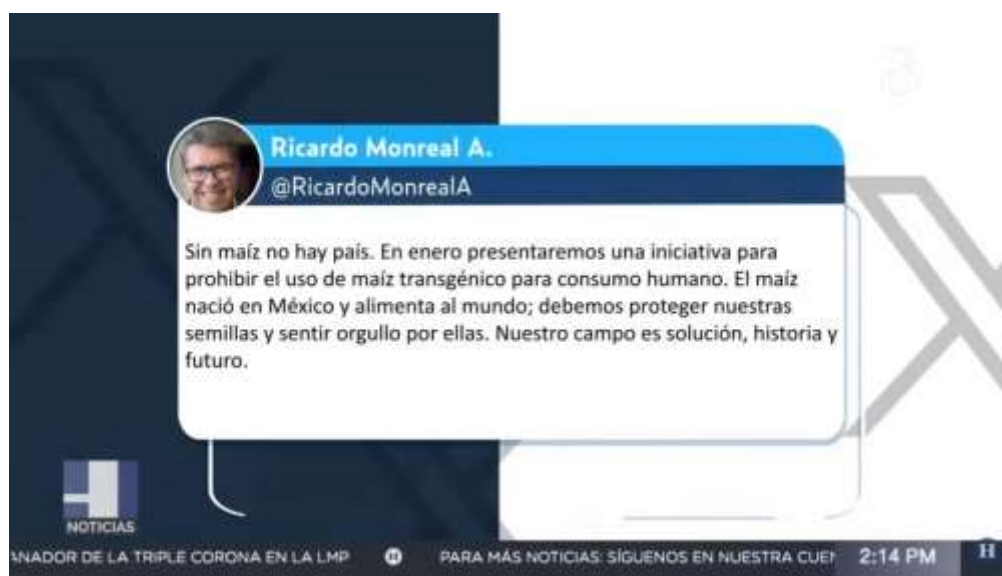 Ricardo Monreal A.
@RicardoMonrealA
Sin maíz no hay país. En enero presentaremos una iniciativa para
prohibir el uso de maíz transgénico para consumo humano. El maíz
nació en México y alimenta al mundo; debemos proteger nuestras
semillas y sentir orgullo por ellas. Nuestro campo es solución, historia y
futuro.
NOTICIAS
DE LA TRIPLE CORONA EN LA LMP H PARA MÁS NOTICIAS: SÍGUENOS EN NUESTRA 2:14 PM H